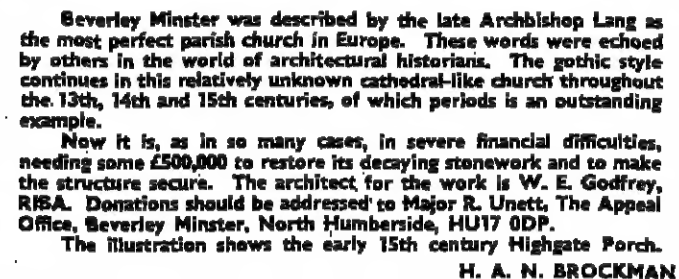 Beverley Minster was described by the late Archbishop Lang as
the most perfect parish church in Europe. These words were echoed
by others in the world of architectural historians. The gothic style
continues in this relatively unknown cathedral-like church throughout
the 13th, 14th and 15th centuries, of which periods is an outstanding
example.
Now it is, as in so many cases, in severe financial difficulties,
needing some £500,000 to restore its decaying stonework and to make
the structure secure. The architect for the work is W. E. Godfrey,
RIBA. Donations should be addressed to Major R. Unett, The Appeal
Office, Beverley Minster, North Humberside, HU17 0DP.
The illustration shows the early 15th century Highgate Porch.
H. A. N. BROCKMAN